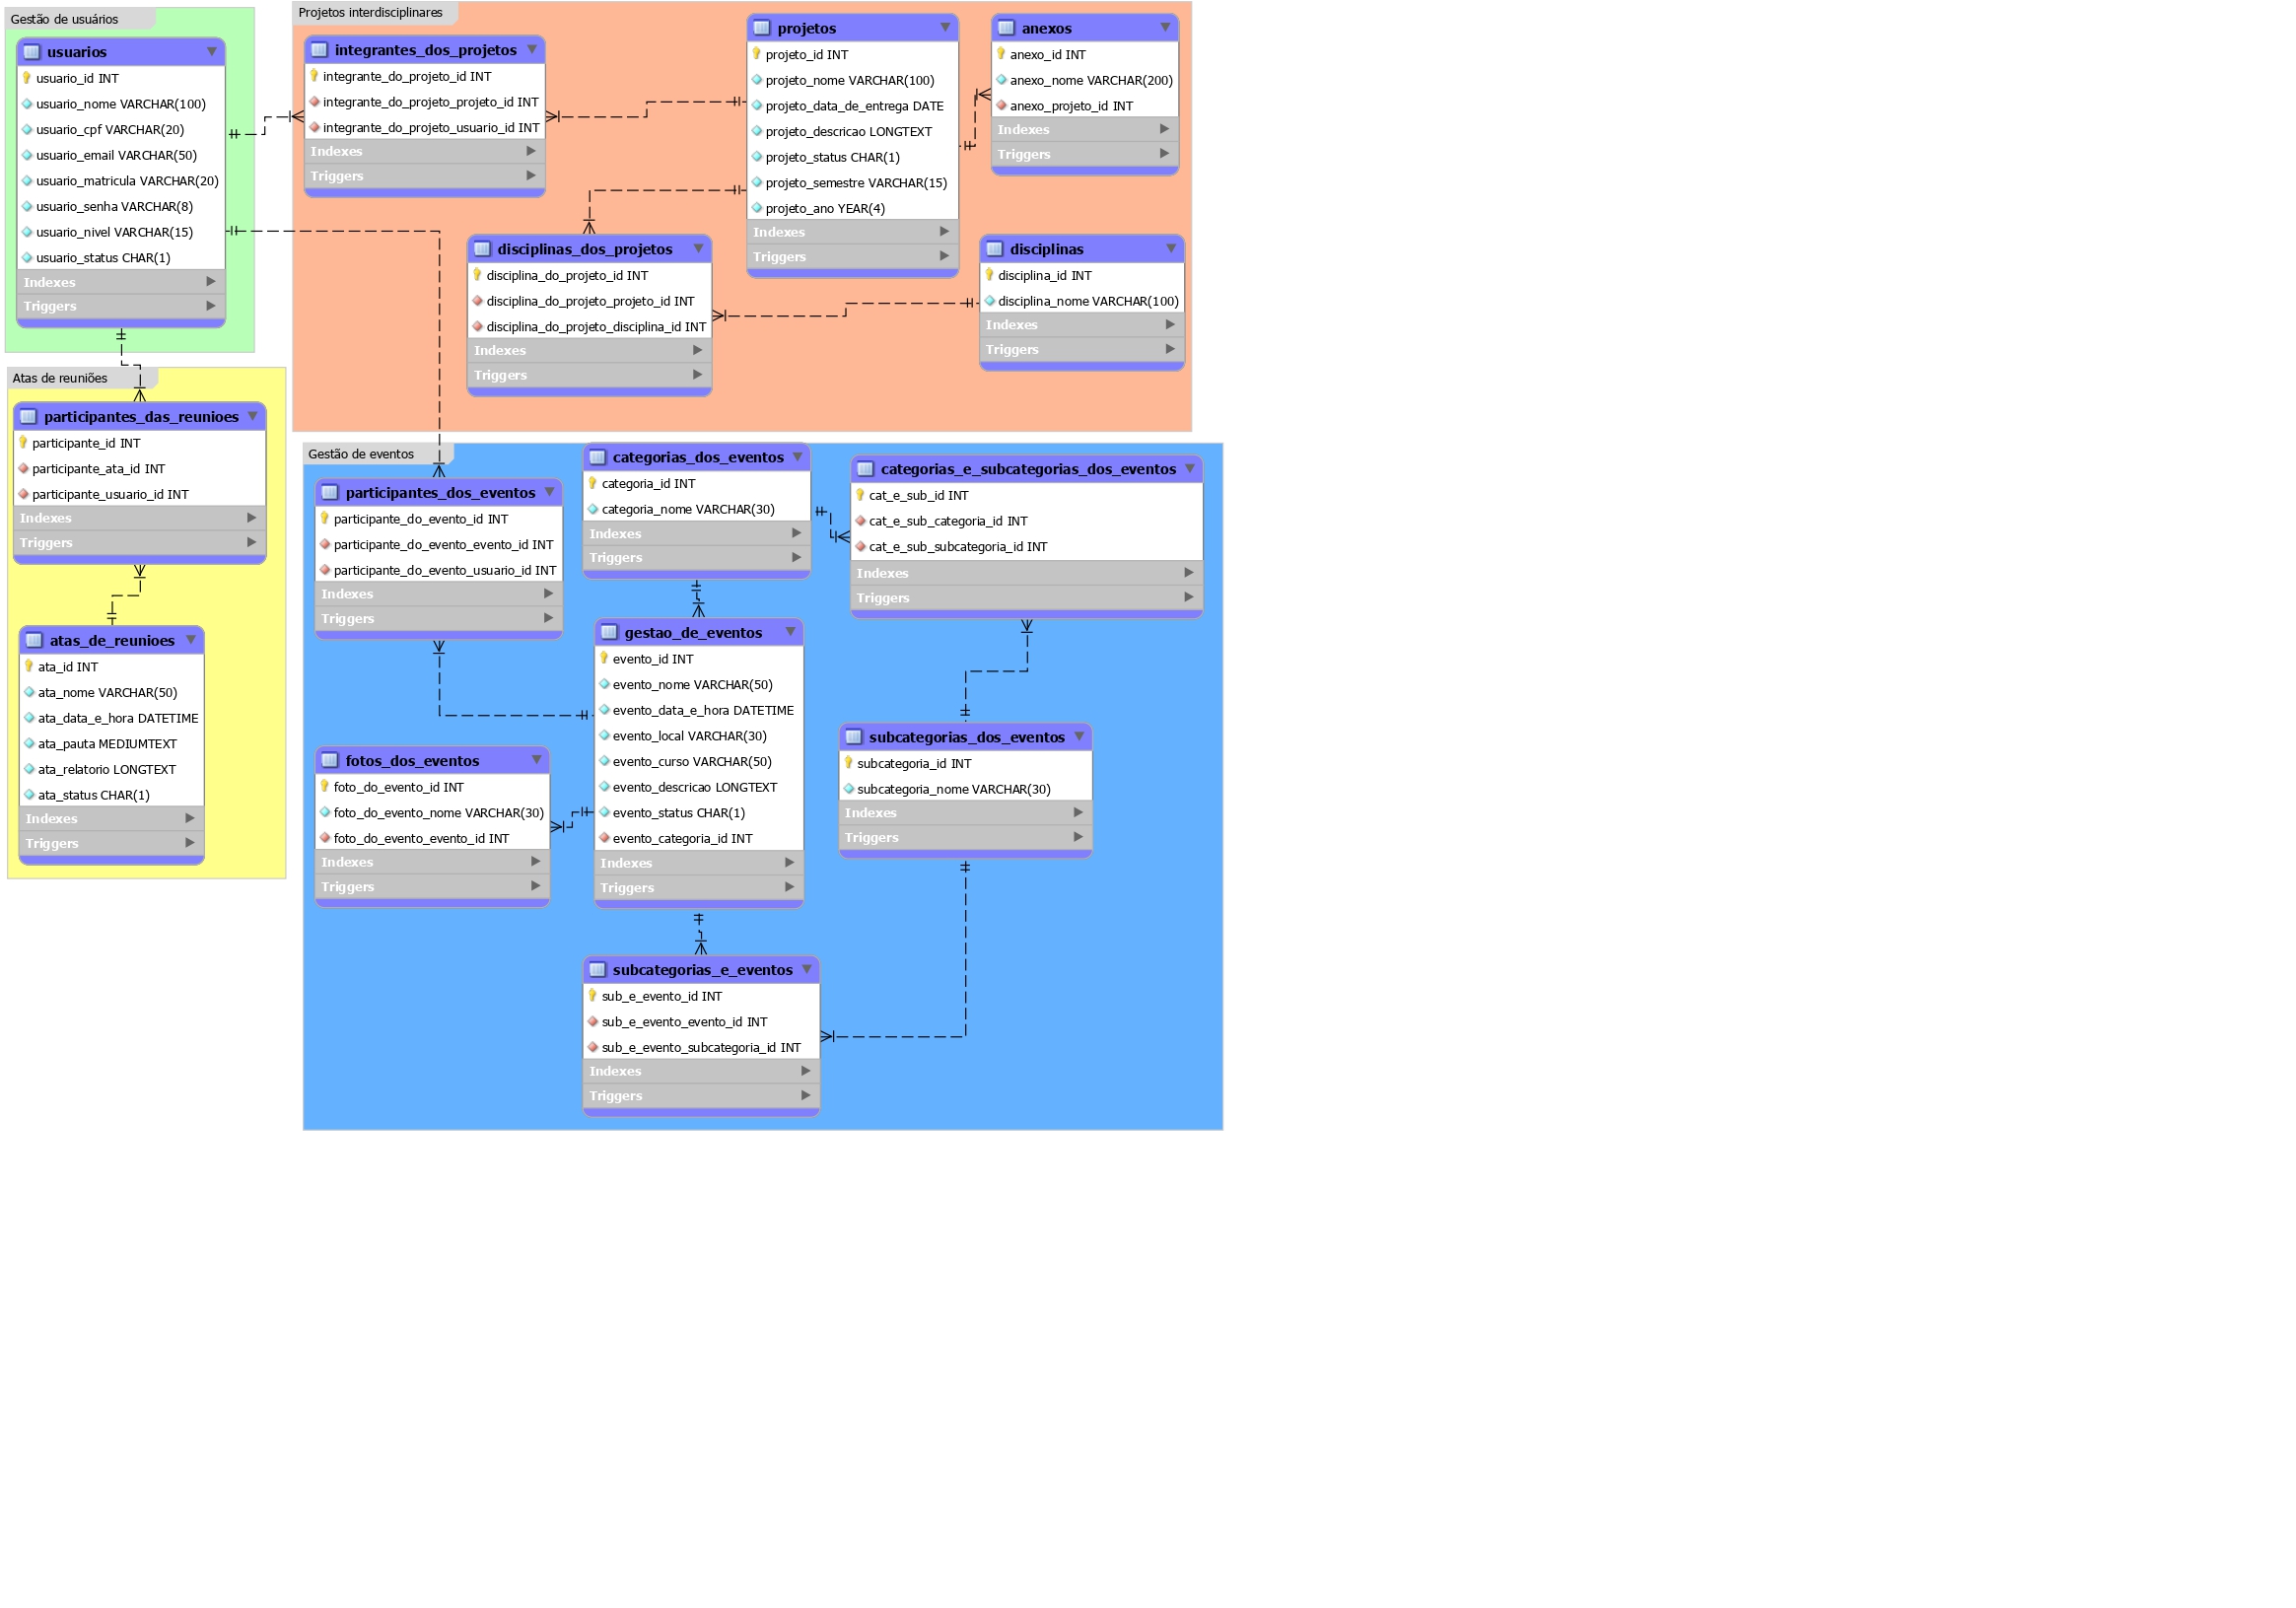 Gestão de usuários
usuarios
usuario_id INT
usuario_nome VARCHAR(100)
usuario_cpf VARCHAR(20)
usuario_email VARCHAR(50)
usuario_matricula VARCHAR(20)
usuario_senha VARCHAR(8)
usuario_nivel VARCHAR(15)
usuario_status CHAR(1)
Indexes
Triggers
Projetos interdisciplinares
integrantes_dos_projetos
integrante_do_projeto_id INT
integrante_do_projeto_projeto_id INT
integrante_do_projeto_usuario_id INT
Indexes
Triggers
projetos
projeto_id INT
projeto_nome VARCHAR(100)
projeto_data_de_entrega DATE
projeto_descricao LONGTEXT
projeto_status CHAR(1)
projeto_semestre VARCHAR(15)
projeto_ano YEAR(4)
Indexes
Triggers
anexos
anexo_id INT
anexo_nome VARCHAR(200)
anexo_projeto_id INT
Indexes
Triggers
disciplinas_dos_projetos
disciplina_do_projeto_id INT
disciplina_do_projeto_projeto_id INT
disciplina_do_projeto_disciplina_id INT
Indexes
Triggers
disciplinas
disciplina_id INT
disciplina_nome VARCHAR(100)
Indexes
Triggers
Atas de reuniões
participantes_das_reunioes
participante_id INT
participante_ata_id INT
participante_usuario_id INT
Indexes
Triggers
atas_de_reunioes
ata_id INT
ata_nome VARCHAR(50)
ata_data_e_hora DATETIME
ata_pauta MEDIUMTEXT
ata_relatorio LONGTEXT
ata_status CHAR(1)
Indexes
Triggers
Gestão de eventos
participantes_dos_eventos
participante_do_evento_id INT
participante_do_evento_evento_id INT
participante_do_evento_usuario_id INT
Indexes
Triggers
categorias_dos_eventos
categoria_id INT
categoria_nome VARCHAR(30)
Indexes
Triggers
categorias_e_subcategorias_dos_eventos
cat_e_sub_id INT
cat_e_sub_categoria_id INT
cat_e_sub_subcategoria_id INT
Indexes
Triggers
gestao_de_eventos
evento_id INT
evento_nome VARCHAR(50)
evento_data_e_hora DATETIME
evento_local VARCHAR(30)
evento_curso VARCHAR(50)
evento_descricao LONGTEXT
evento_status CHAR(1)
evento_categoria_id INT
Indexes
Triggers
fotos_dos_eventos
foto_do_evento_id INT
foto_do_evento_nome VARCHAR(30)
foto_do_evento_evento_id INT
Indexes
Triggers
subcategorias_dos_eventos
subcategoria_id INT
subcategoria_nome VARCHAR(30)
Indexes
Triggers
subcategorias_e_eventos
sub_e_evento_id INT
sub_e_evento_evento_id INT
sub_e_evento_subcategoria_id INT
Indexes
Triggers